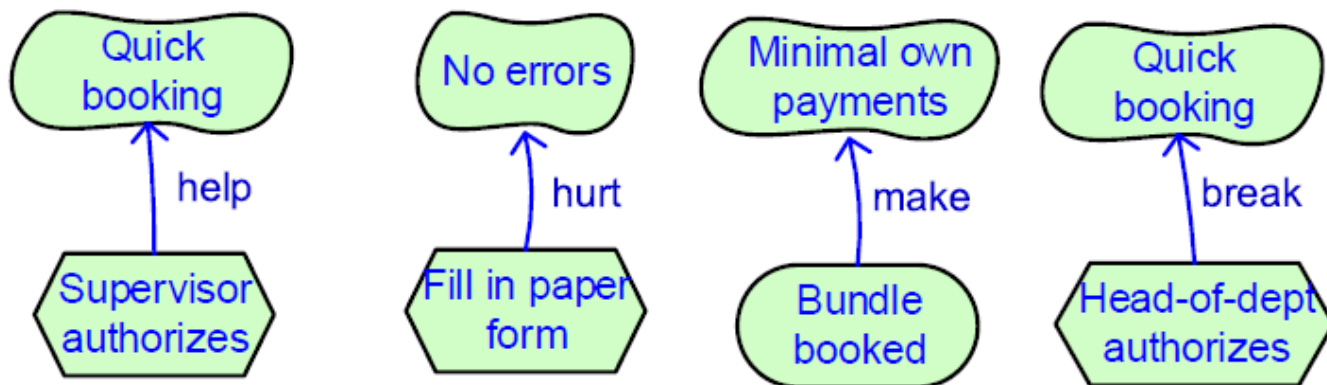 Quick
booking
help
Supervisor
authorizes
No errors
hurt
Fill in paper
form
Minimal own
payments
make
Bundle
booked
Quick
booking
break
Head-of-dept
authorizes